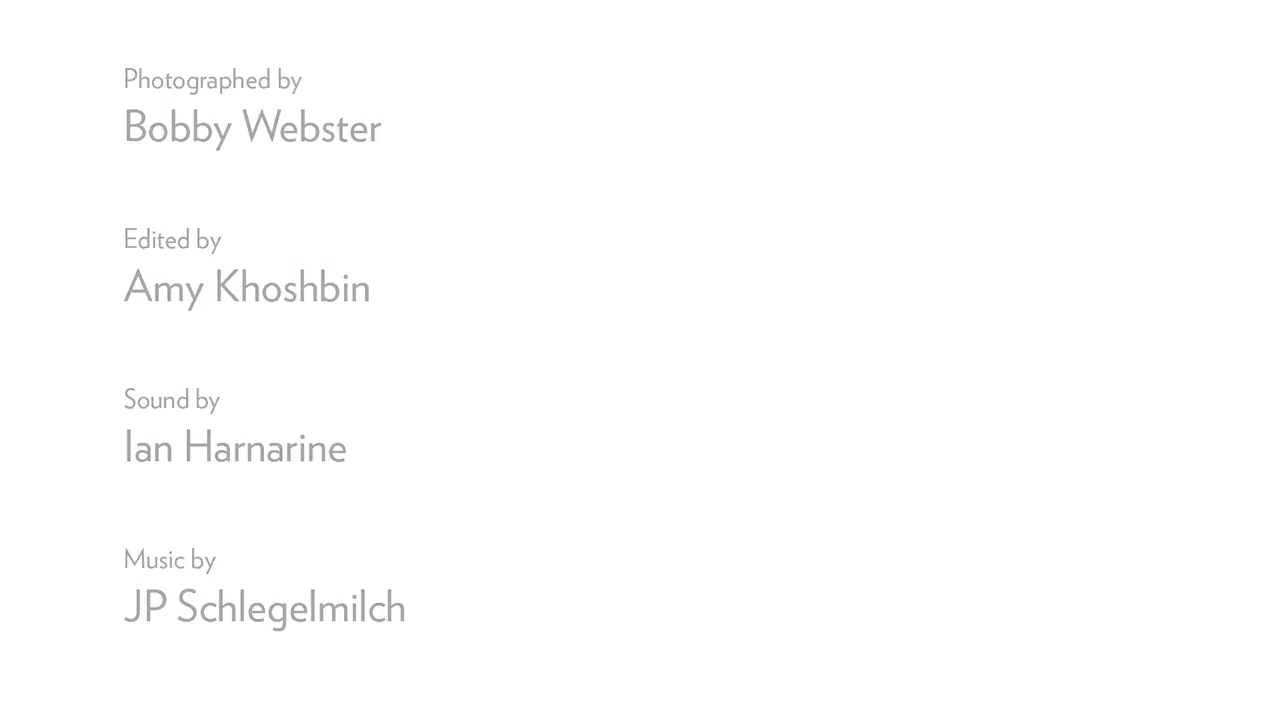 Photographed by
Bobby Webster
Edited by
Amy Khoshbin
Sound by
Ian Harnarine
Music by
JP Schlegelmilch